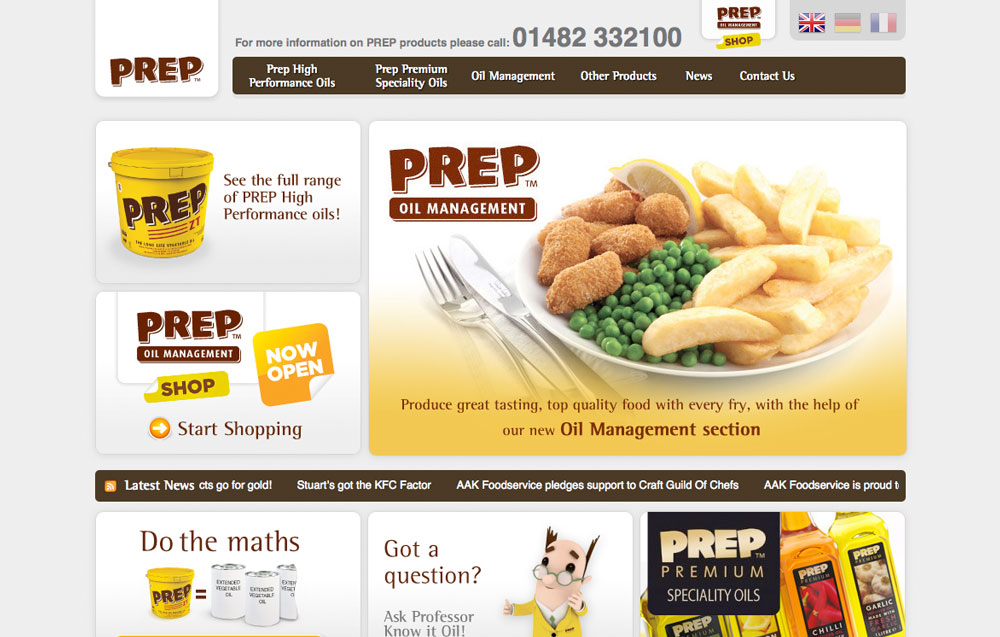 For more information on PREP products please call: 01482 332100
PREP™
OIL MANAGEMENT
SHOP
PREP™
Prep High
Performance Oils
Prep Premium
Speciality Oils
Oil Management
Other Products
News
Contact Us
PREP
ZT
See the full range
of PREP High
Performance oils!
PREP™
OIL MANAGEMENT
SHOP
NOW
OPEN
Start Shopping
PREP™
OIL MANAGEMENT
Produce great tasting, top quality food with every fry, with the help of
our new Oil Management section
Latest News cts go for gold! Stuart's got the KFC Factor AAK Foodservice pledges support to Craft Guild Of Chefs AAK Foodservice is proud t
Do the maths
PREP
=
EXTENDED
VEGETABLE
OIL
EXTENDED
VEGETABLE
OIL
Got a
question?
Ask Professor
Know it Oil!
PREP™
PREMIUM
SPECIALITY OILS
PREP
PREMIUM
CHILLI
PREP
PREMIUM
GARLIC
MADE WITH
FRESH
GARLIC